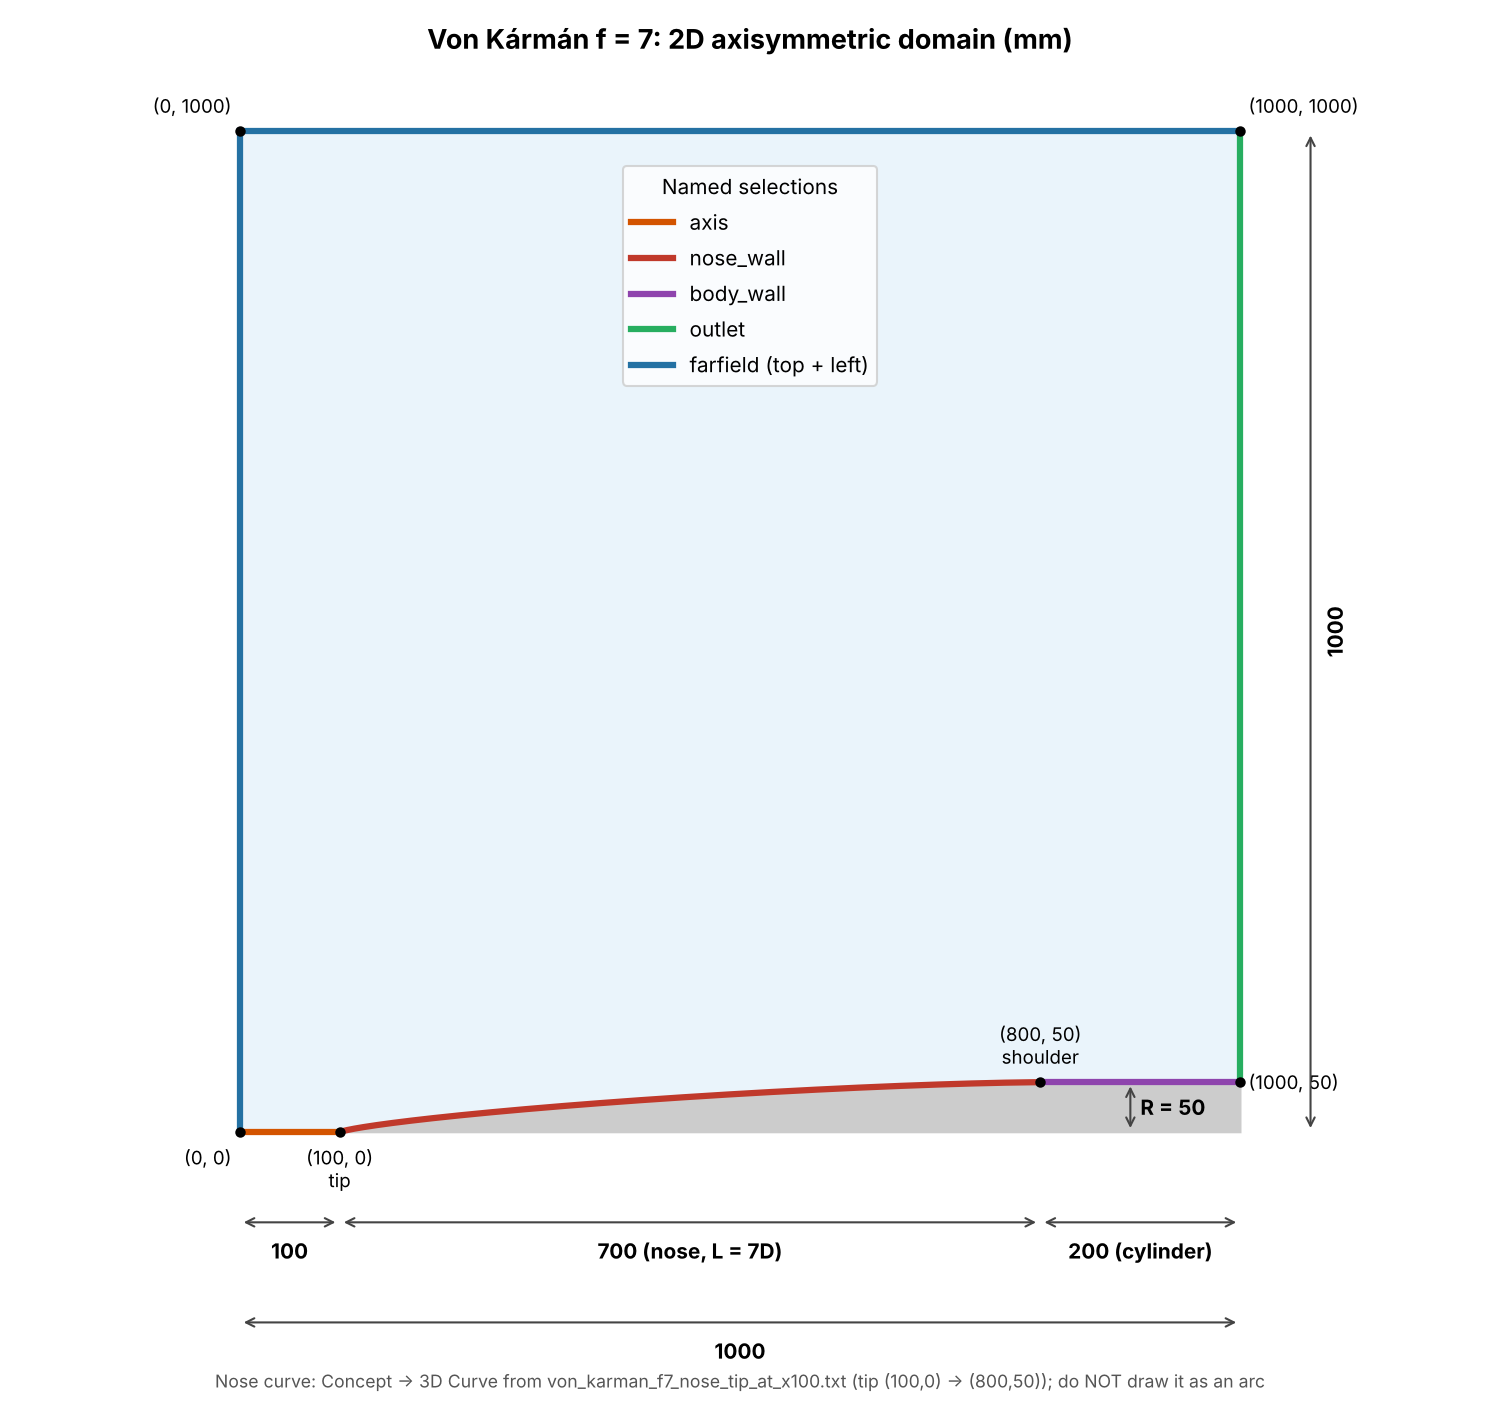 Von Kármán f = 7: 2D axisymmetric domain (mm)
(0, 1000)
(1000, 1000)
Named selections
axis
nose_wall
body_wall
outlet
farfield (top + left)
1000
(800, 50)
shoulder
(1000, 50)
R = 50
(0, 0)
(100, 0)
tip
100
700 (nose, L = 7D)
200 (cylinder)
1000
Nose curve: Concept → 3D Curve from von_karman_f7_nose_tip_at_x100.txt (tip (100,0) → (800,50)); do NOT draw it as an arc